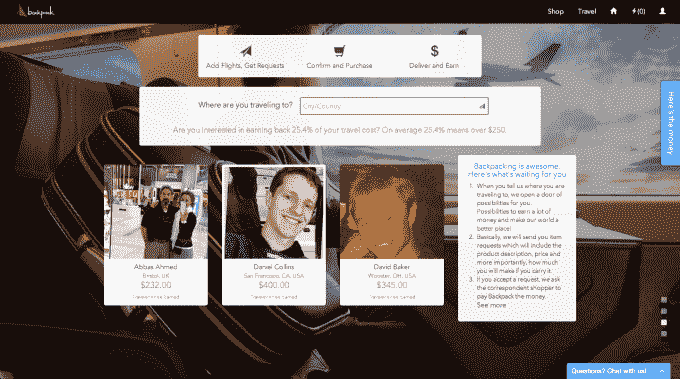 backpack
Shop Travel (0)
Add Flights, Get Requests
Confirm and Purchase
$
Deliver and Earn
Where are you traveling to?
City/Country
Are you interested in earning back 25.4% of your travel cost? On average 25.4% means over $250.
Here's the money
Abbas Ahmed
Bristol, UK
$232.00
Daniel Collins
San Francisco, CA, USA
$400.00
David Baker
Wooster, OH, USA
$345.00
Backpacking is awesome.
Here's what's waiting for you
1. When you tell us where you are
traveling to, we open a door of
possibilities for you.
Possibilities to earn a lot of
money and make our world a
better place!
2. Basically, we will send you item
requests which will include the
product description, price and
more importantly, how much
you will make if you carry it.
3. If you accept a request, we ask
the correspondent shopper to
pay Backpack the money.
See more
Questions? Chat with us!